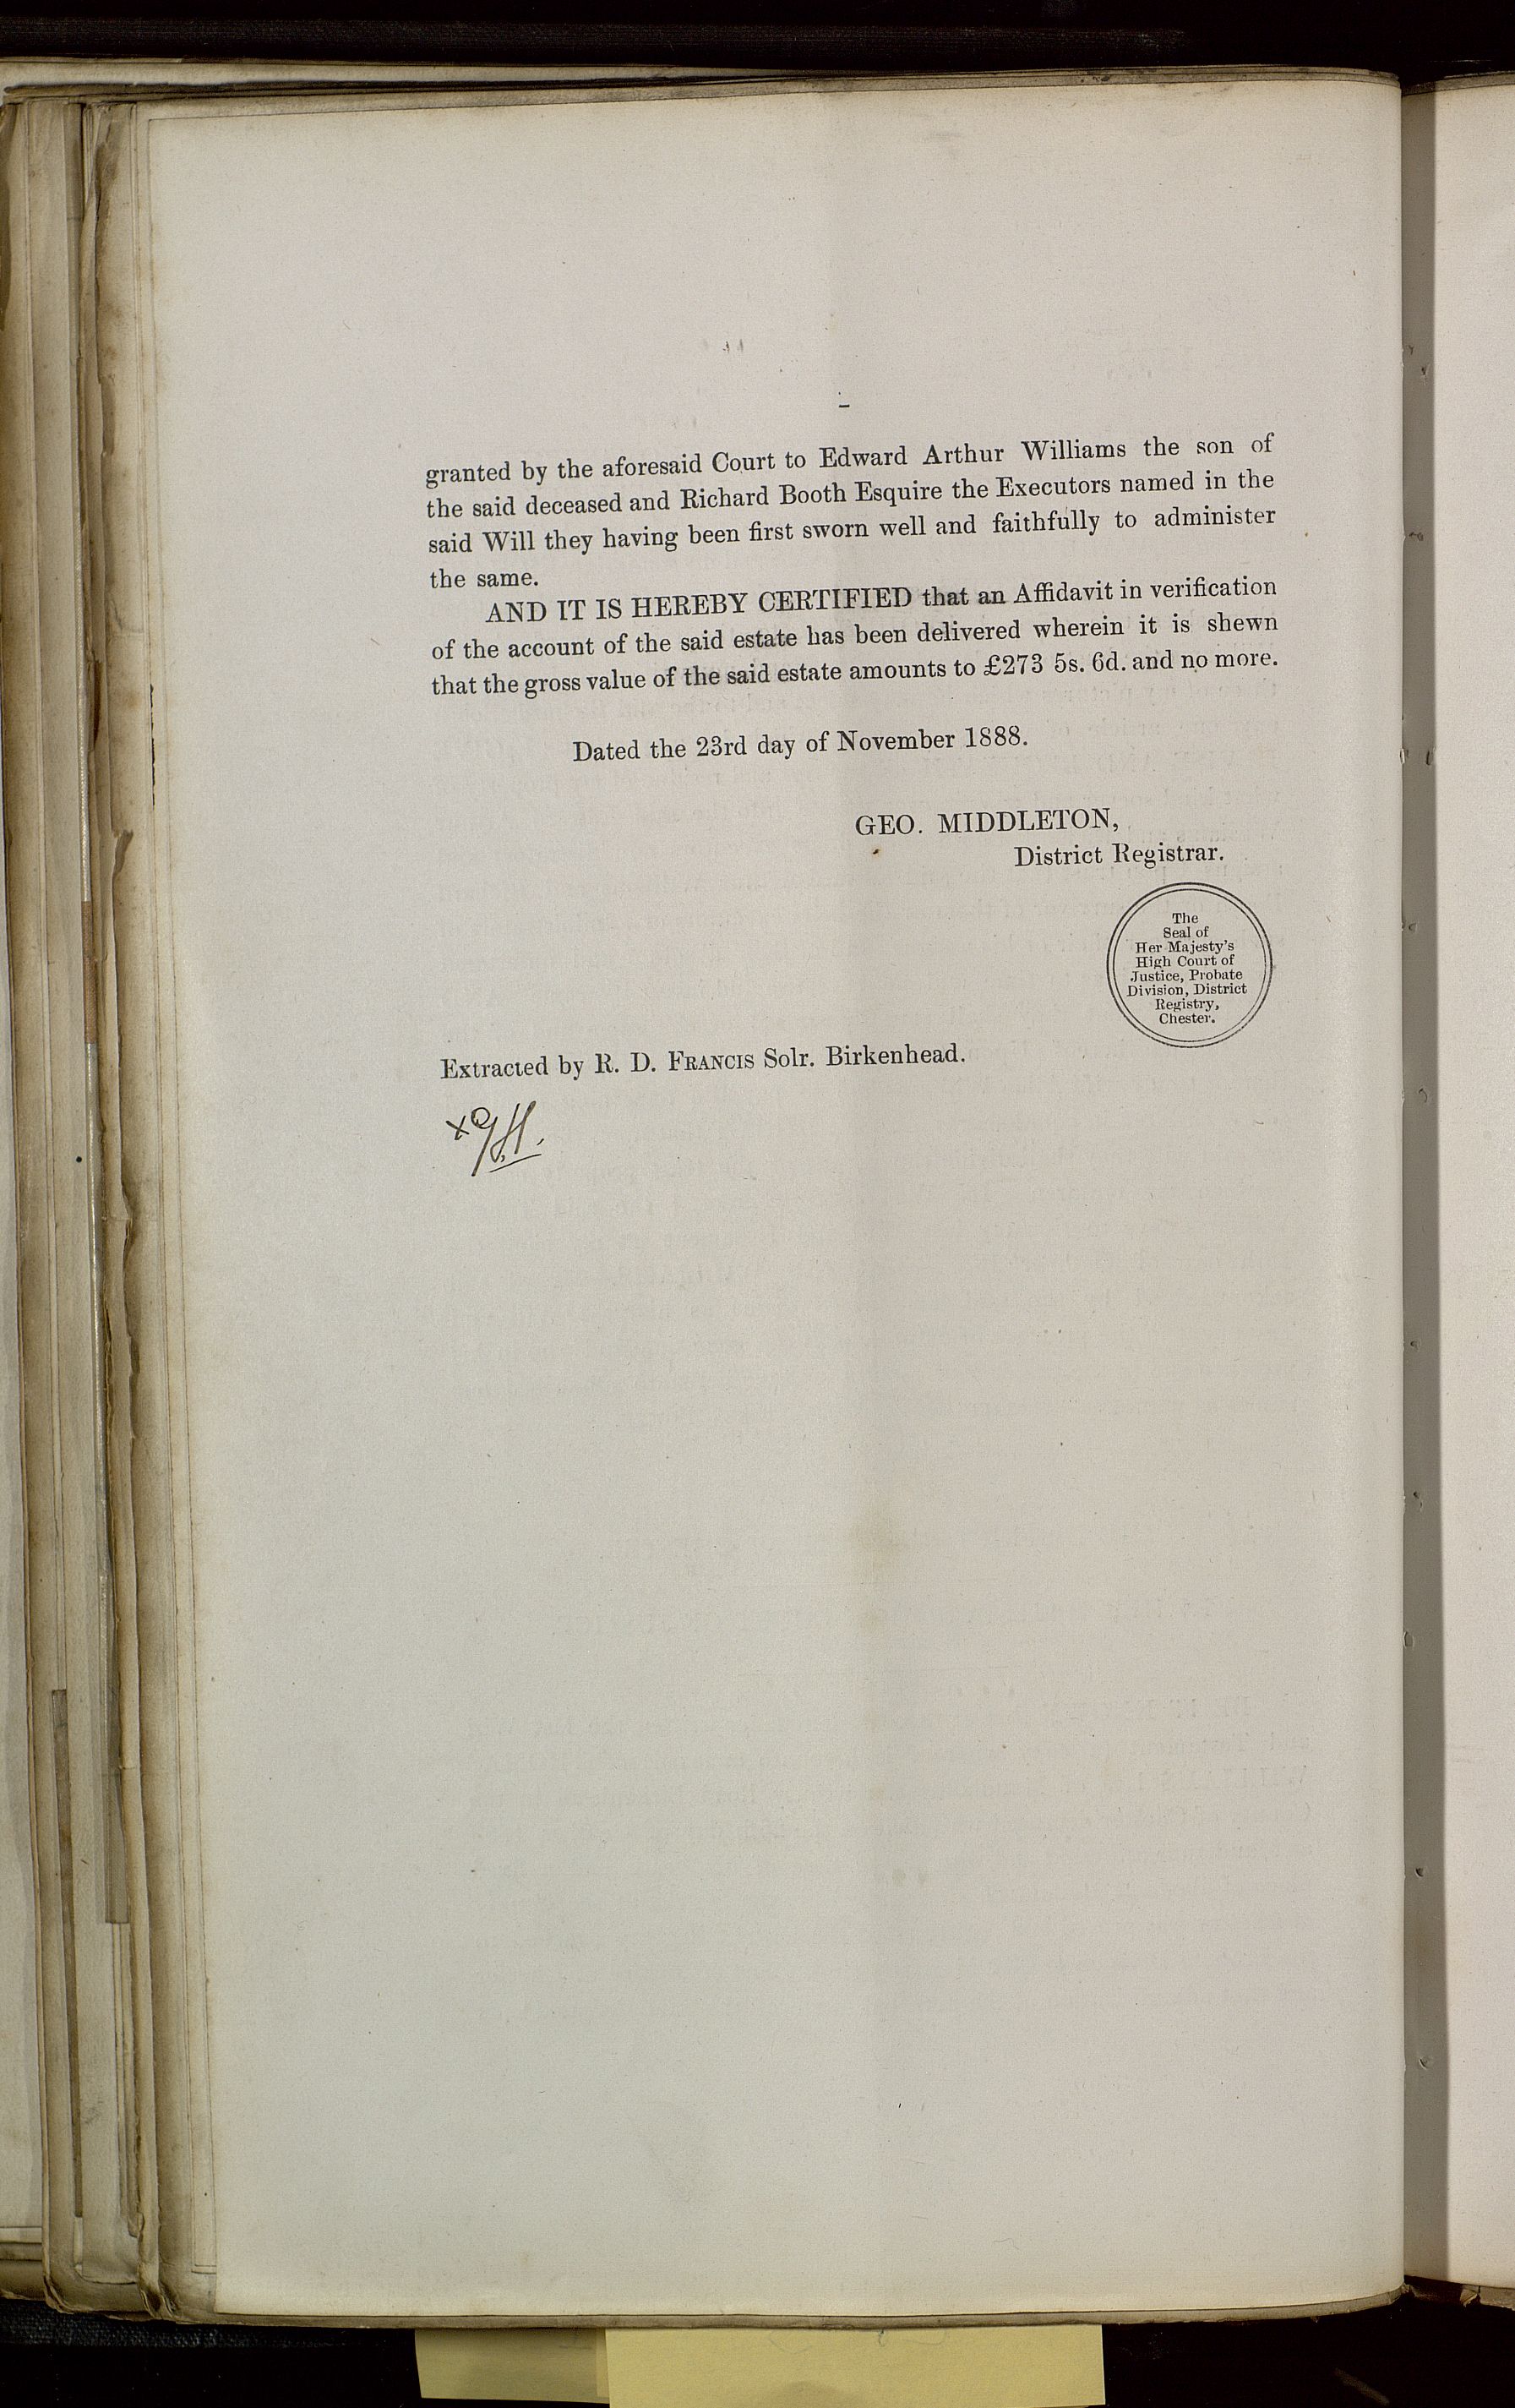 granted by the aforesaid Court to Edward Arthur Williams the son of
the said deceased and Richard Booth Esquire the Executors named in the
said Will they having been first sworn well and faithfully to administer
the same.
AND IT IS HEREBY CERTIFIED that an Affidavit in verification
of the account of the said estate has been delivered wherein it is shewn
that the gross value of the said estate amounts to £273 5s. 6d. and no more.
Dated the 23rd day of November 1888.
GEO. MIDDLETON,
District Registrar.
The
Seal of
Her Majesty's
High Court of
Justice, Probate
Division, District
Registry,
Chester.
Extracted by R. D. FRANCIS Solr. Birkenhead.